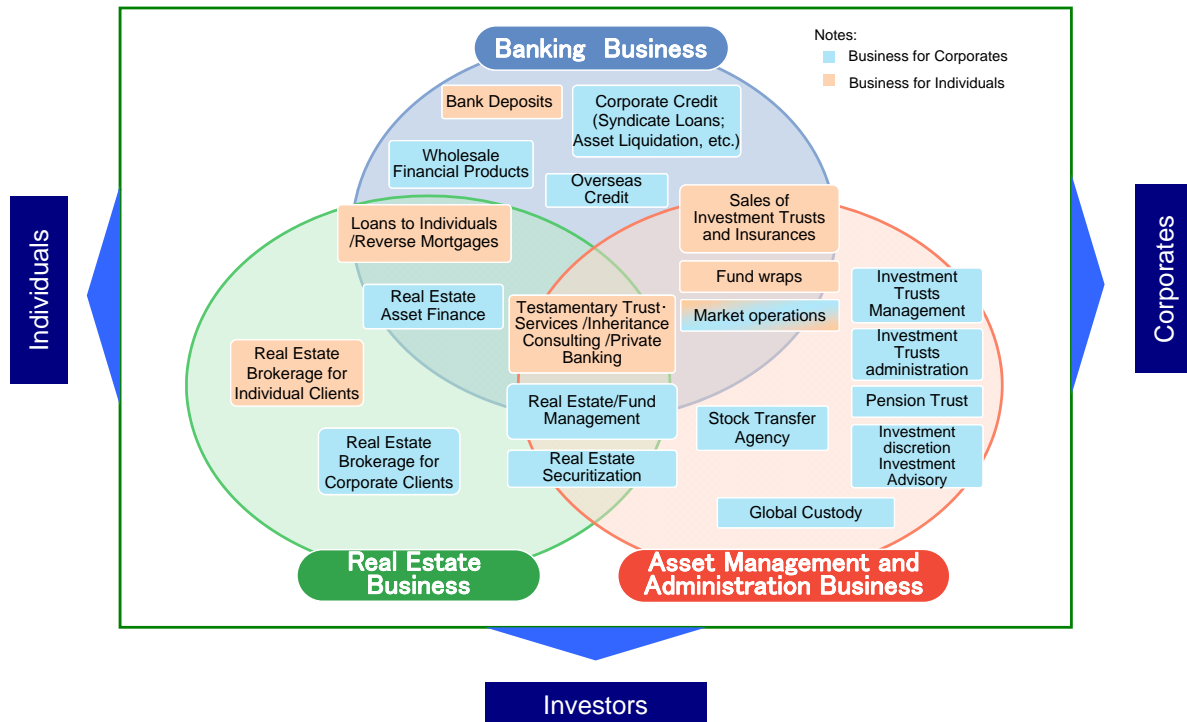 Banking Business
Notes:
Business for Corporates
Business for Individuals
Bank Deposits
Corporate Credit
(Syndicate Loans;
Asset Liquidation, etc.)
Wholesale
Financial Products
Overseas
Credit
Sales of
Investment Trusts
and Insurances
Loans to Individuals
/Reverse Mortgages
Fund wraps
Investment
Trusts
Management
Real Estate
Asset Finance
Testamentary Trust･
Services /Inheritance
Consulting /Private
Banking
Market operations
Individuals
Corporates
Real Estate
Brokerage for
Individual Clients
Investment
Trusts
administration
Real Estate/Fund
Management
Pension Trust
Stock Transfer
Agency
Real Estate
Brokerage for
Corporate Clients
Real Estate
Securitization
Investment
discretion
Investment
Advisory
Global Custody
Real Estate
Business
Asset Management and
Administration Business
Investors